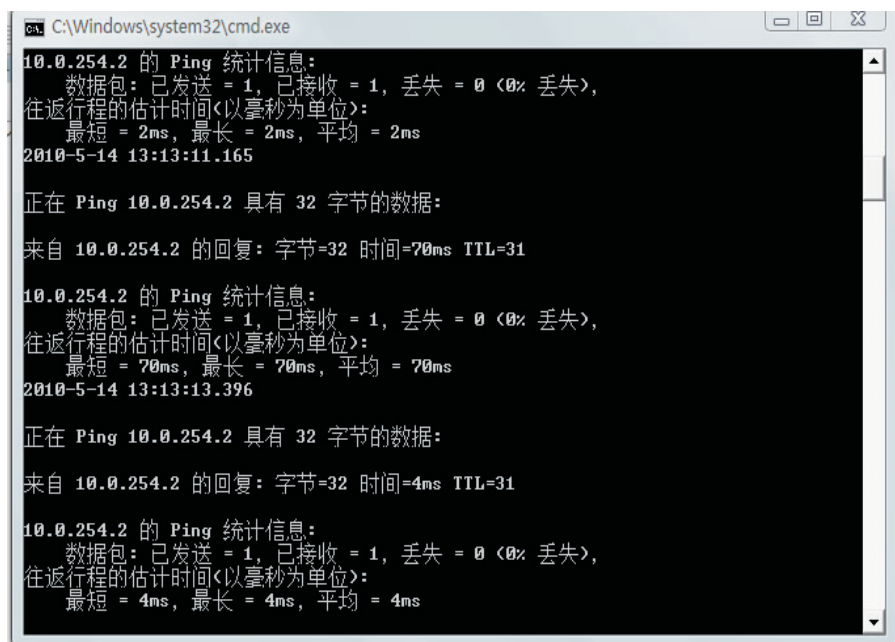 C:\Windows\system32\cmd.exe
10.0.254.2 的 Ping 统计信息:
数据包: 已发送 = 1, 已接收 = 1, 丢失 = 0 (0% 丢失),
往返行程的估计时间(以毫秒为单位):
最短 = 2ms, 最长 = 2ms, 平均 = 2ms
2010-5-14 13:13:11.165
正在 Ping 10.0.254.2 具有 32 字节的数据:
来自 10.0.254.2 的回复: 字节=32 时间=70ms TTL=31
10.0.254.2 的 Ping 统计信息:
数据包: 已发送 = 1, 已接收 = 1, 丢失 = 0 (0% 丢失),
往返行程的估计时间(以毫秒为单位):
最短 = 70ms, 最长 = 70ms, 平均 = 70ms
2010-5-14 13:13:13.396
正在 Ping 10.0.254.2 具有 32 字节的数据:
来自 10.0.254.2 的回复: 字节=32 时间=4ms TTL=31
10.0.254.2 的 Ping 统计信息:
数据包: 已发送 = 1, 已接收 = 1, 丢失 = 0 (0% 丢失),
往返行程的估计时间(以毫秒为单位):
最短 = 4ms, 最长 = 4ms, 平均 = 4ms